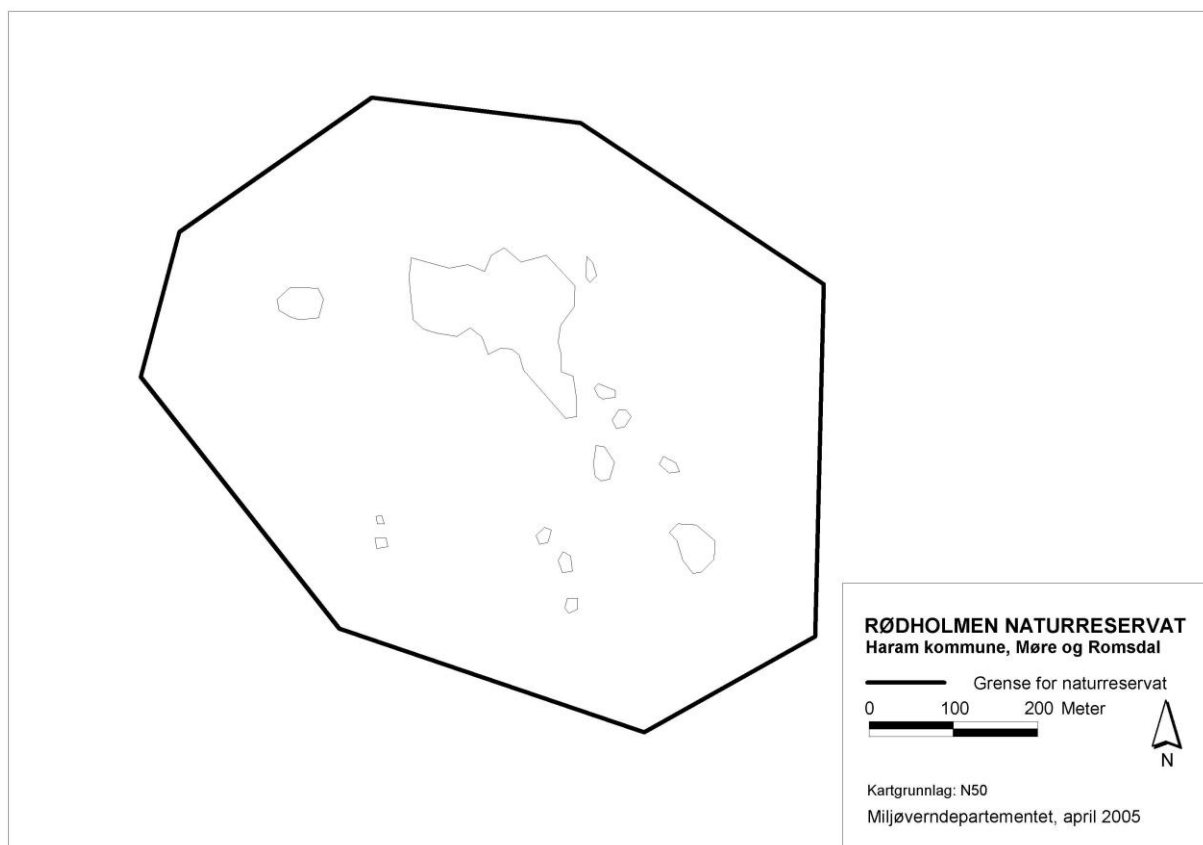 RØDHOLMEN NATURRESERVAT
Haram kommune, Møre og Romsdal
Grense for naturreservat
0 100 200 Meter
N
Kartgrunnlag: N50
Miljøverndepartementet, april 2005